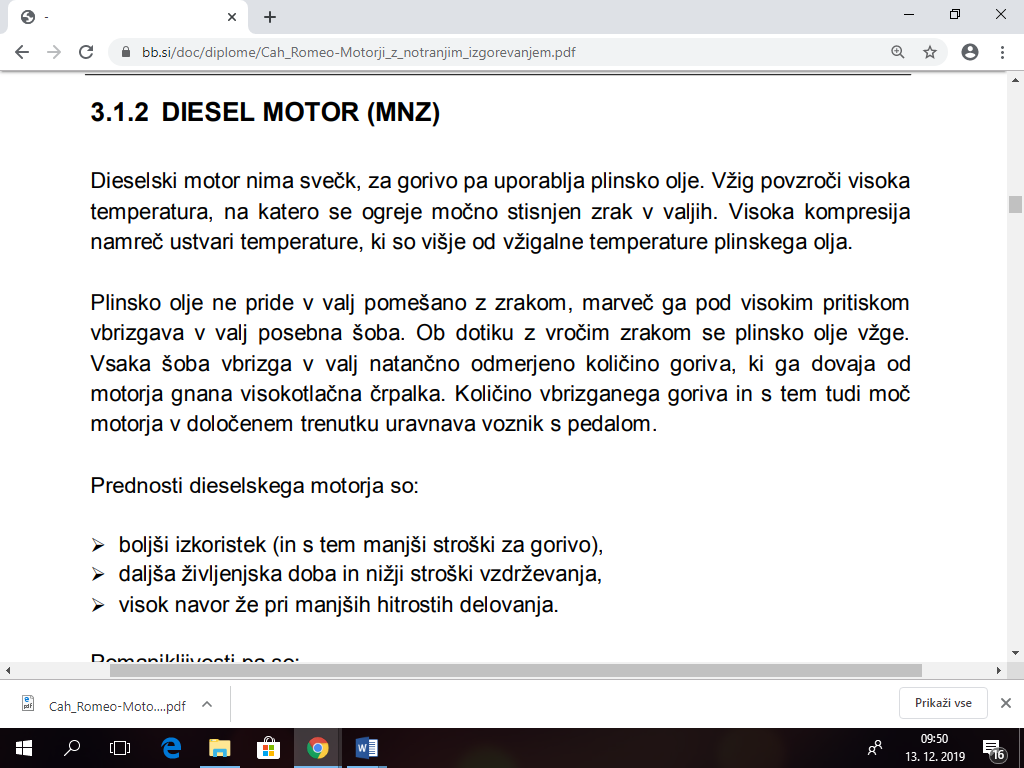 -
bb.si/doc/diplome/Cah_Romeo-Motorji_z_notranjim_izgorevanjem.pdf
3.1.2 DIESEL MOTOR (MNZ)
Dieselski motor nima svečk, za gorivo pa uporablja plinsko olje. Vžig povzroči visoka
temperatura, na katero se ogreje močno stisnjen zrak v valjih. Visoka kompresija
namreč ustvari temperature, ki so višje od vžigalne temperature plinskega olja.
Plinsko olje ne pride v valj pomešano z zrakom, marveč ga pod visokim pritiskom
vbrizgava v valj posebna šoba. Ob dotiku z vročim zrakom se plinsko olje vžge.
Vsaka šoba vbrizga v valj natančno odmerjeno količino goriva, ki ga dovaja od
motorja gnana visokotlačna črpalka. Količino vbrizganega goriva in s tem tudi moč
motorja v določenem trenutku uravnava voznik s pedalom.
Prednosti dieselskega motorja so:
➢ boljši izkoristek (in s tem manjši stroški za gorivo),
➢ daljša življenjska doba in nižji stroški vzdrževanja,
➢ visok navor že pri manjših hitrostih delovanja.
Pomanjkljivosti pa so:
Cah_Romeo-Moto....pdf
Prikaži vse
09:50
13. 12. 2019
16